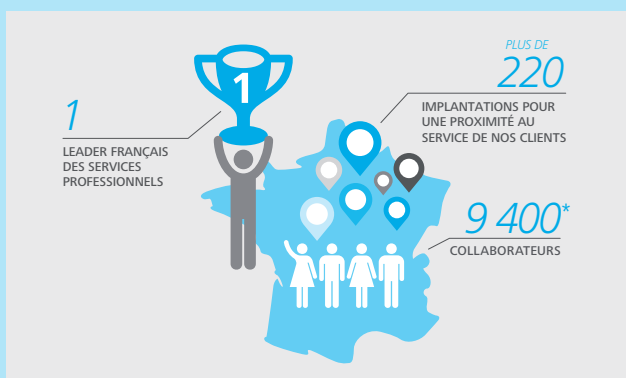 1
LEADER FRANÇAIS
DES SERVICES
PROFESSIONNELS
1
PLUS DE
220
IMPLANTATIONS POUR
UNE PROXIMITÉ AU
SERVICE DE NOS CLIENTS
9 400*
COLLABORATEURS